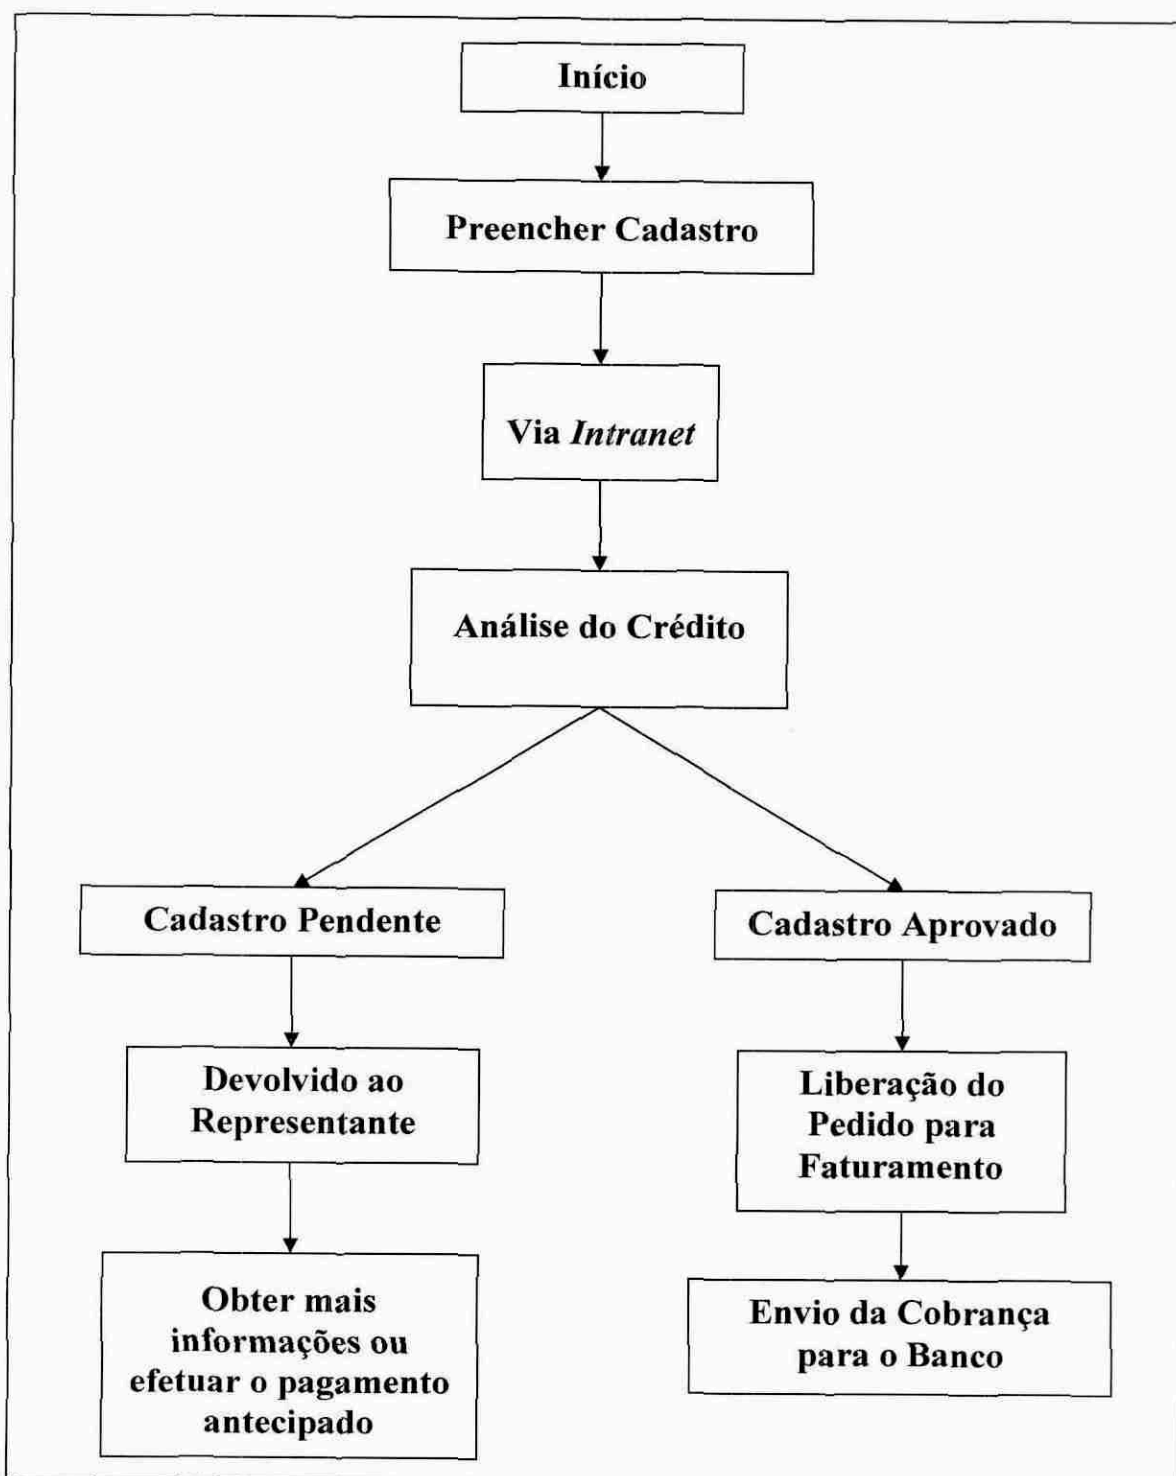 Início
Preencher Cadastro
Via Intranet
Análise do Crédito
Cadastro Pendente
Cadastro Aprovado
Devolvido ao
Representante
Liberação do
Pedido para
Faturamento
Obter mais
informações ou
efetuar o pagamento
antecipado
Envio da Cobrança
para o Banco